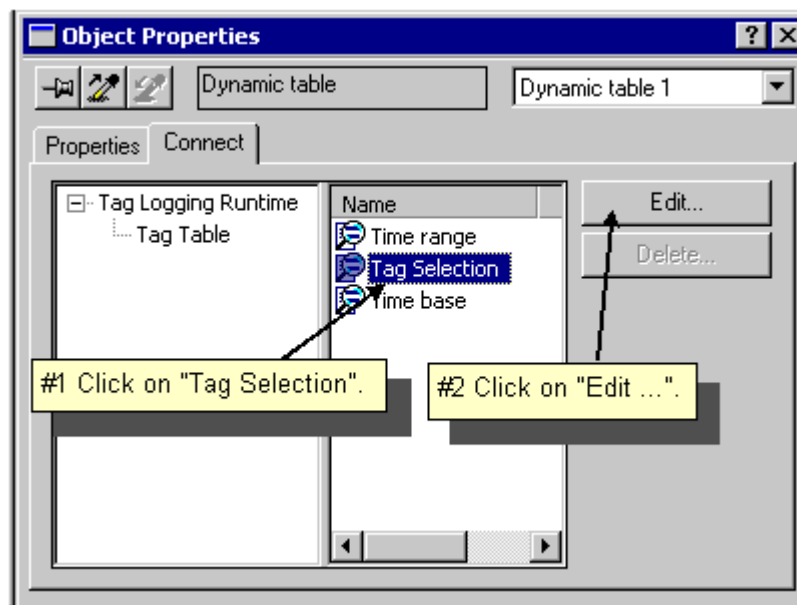 Object Properties
Dynamic table
Dynamic table 1
Properties
Connect
Tag Logging Runtime
Tag Table
Name
Time range
Tag Selection
Time base
Edit...
Delete...
#1 Click on "Tag Selection".
#2 Click on "Edit ...".